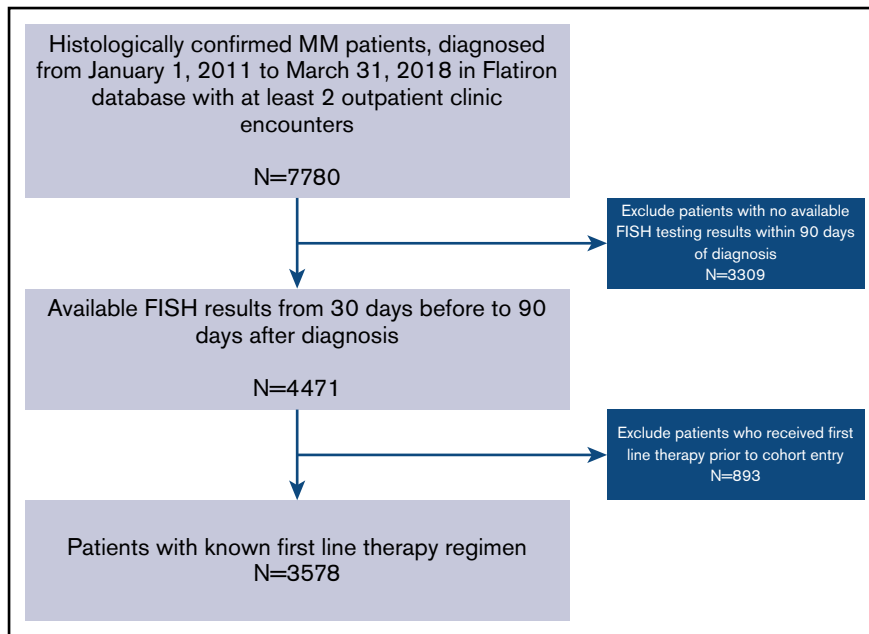 Histologically confirmed MM patients, diagnosed
from January 1, 2011 to March 31, 2018 in Flatiron
database with at least 2 outpatient clinic
encounters
N=7780
Exclude patients with no available
FISH testing results within 90 days
of diagnosis
N=3309
Available FISH results from 30 days before to 90
days after diagnosis
N=4471
Exclude patients who received first
line therapy prior to cohort entry
N=893
Patients with known first line therapy regimen
N=3578